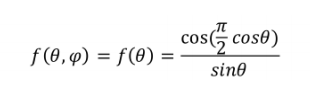 f(θ,φ) = f(θ) = cos(π/2 cosθ) / sinθ